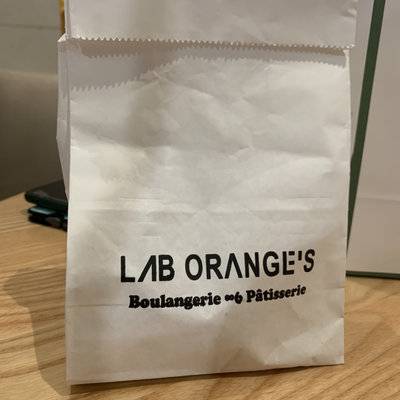 LAB ORANGE'S
Boulangerie & Pâtisserie